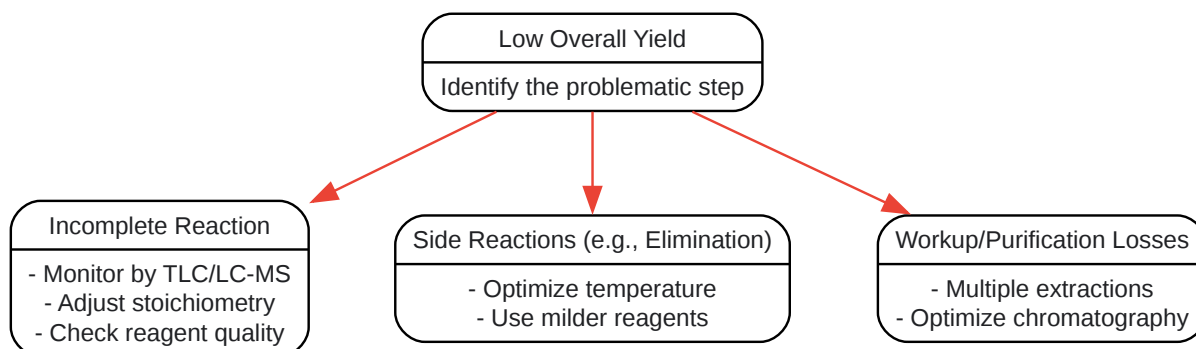 Low Overall Yield
Identify the problematic step
Incomplete Reaction
- Monitor by TLC/LC-MS
- Adjust stoichiometry
- Check reagent quality
Side Reactions (e.g., Elimination)
- Optimize temperature
- Use milder reagents
Workup/Purification Losses
- Multiple extractions
- Optimize chromatography